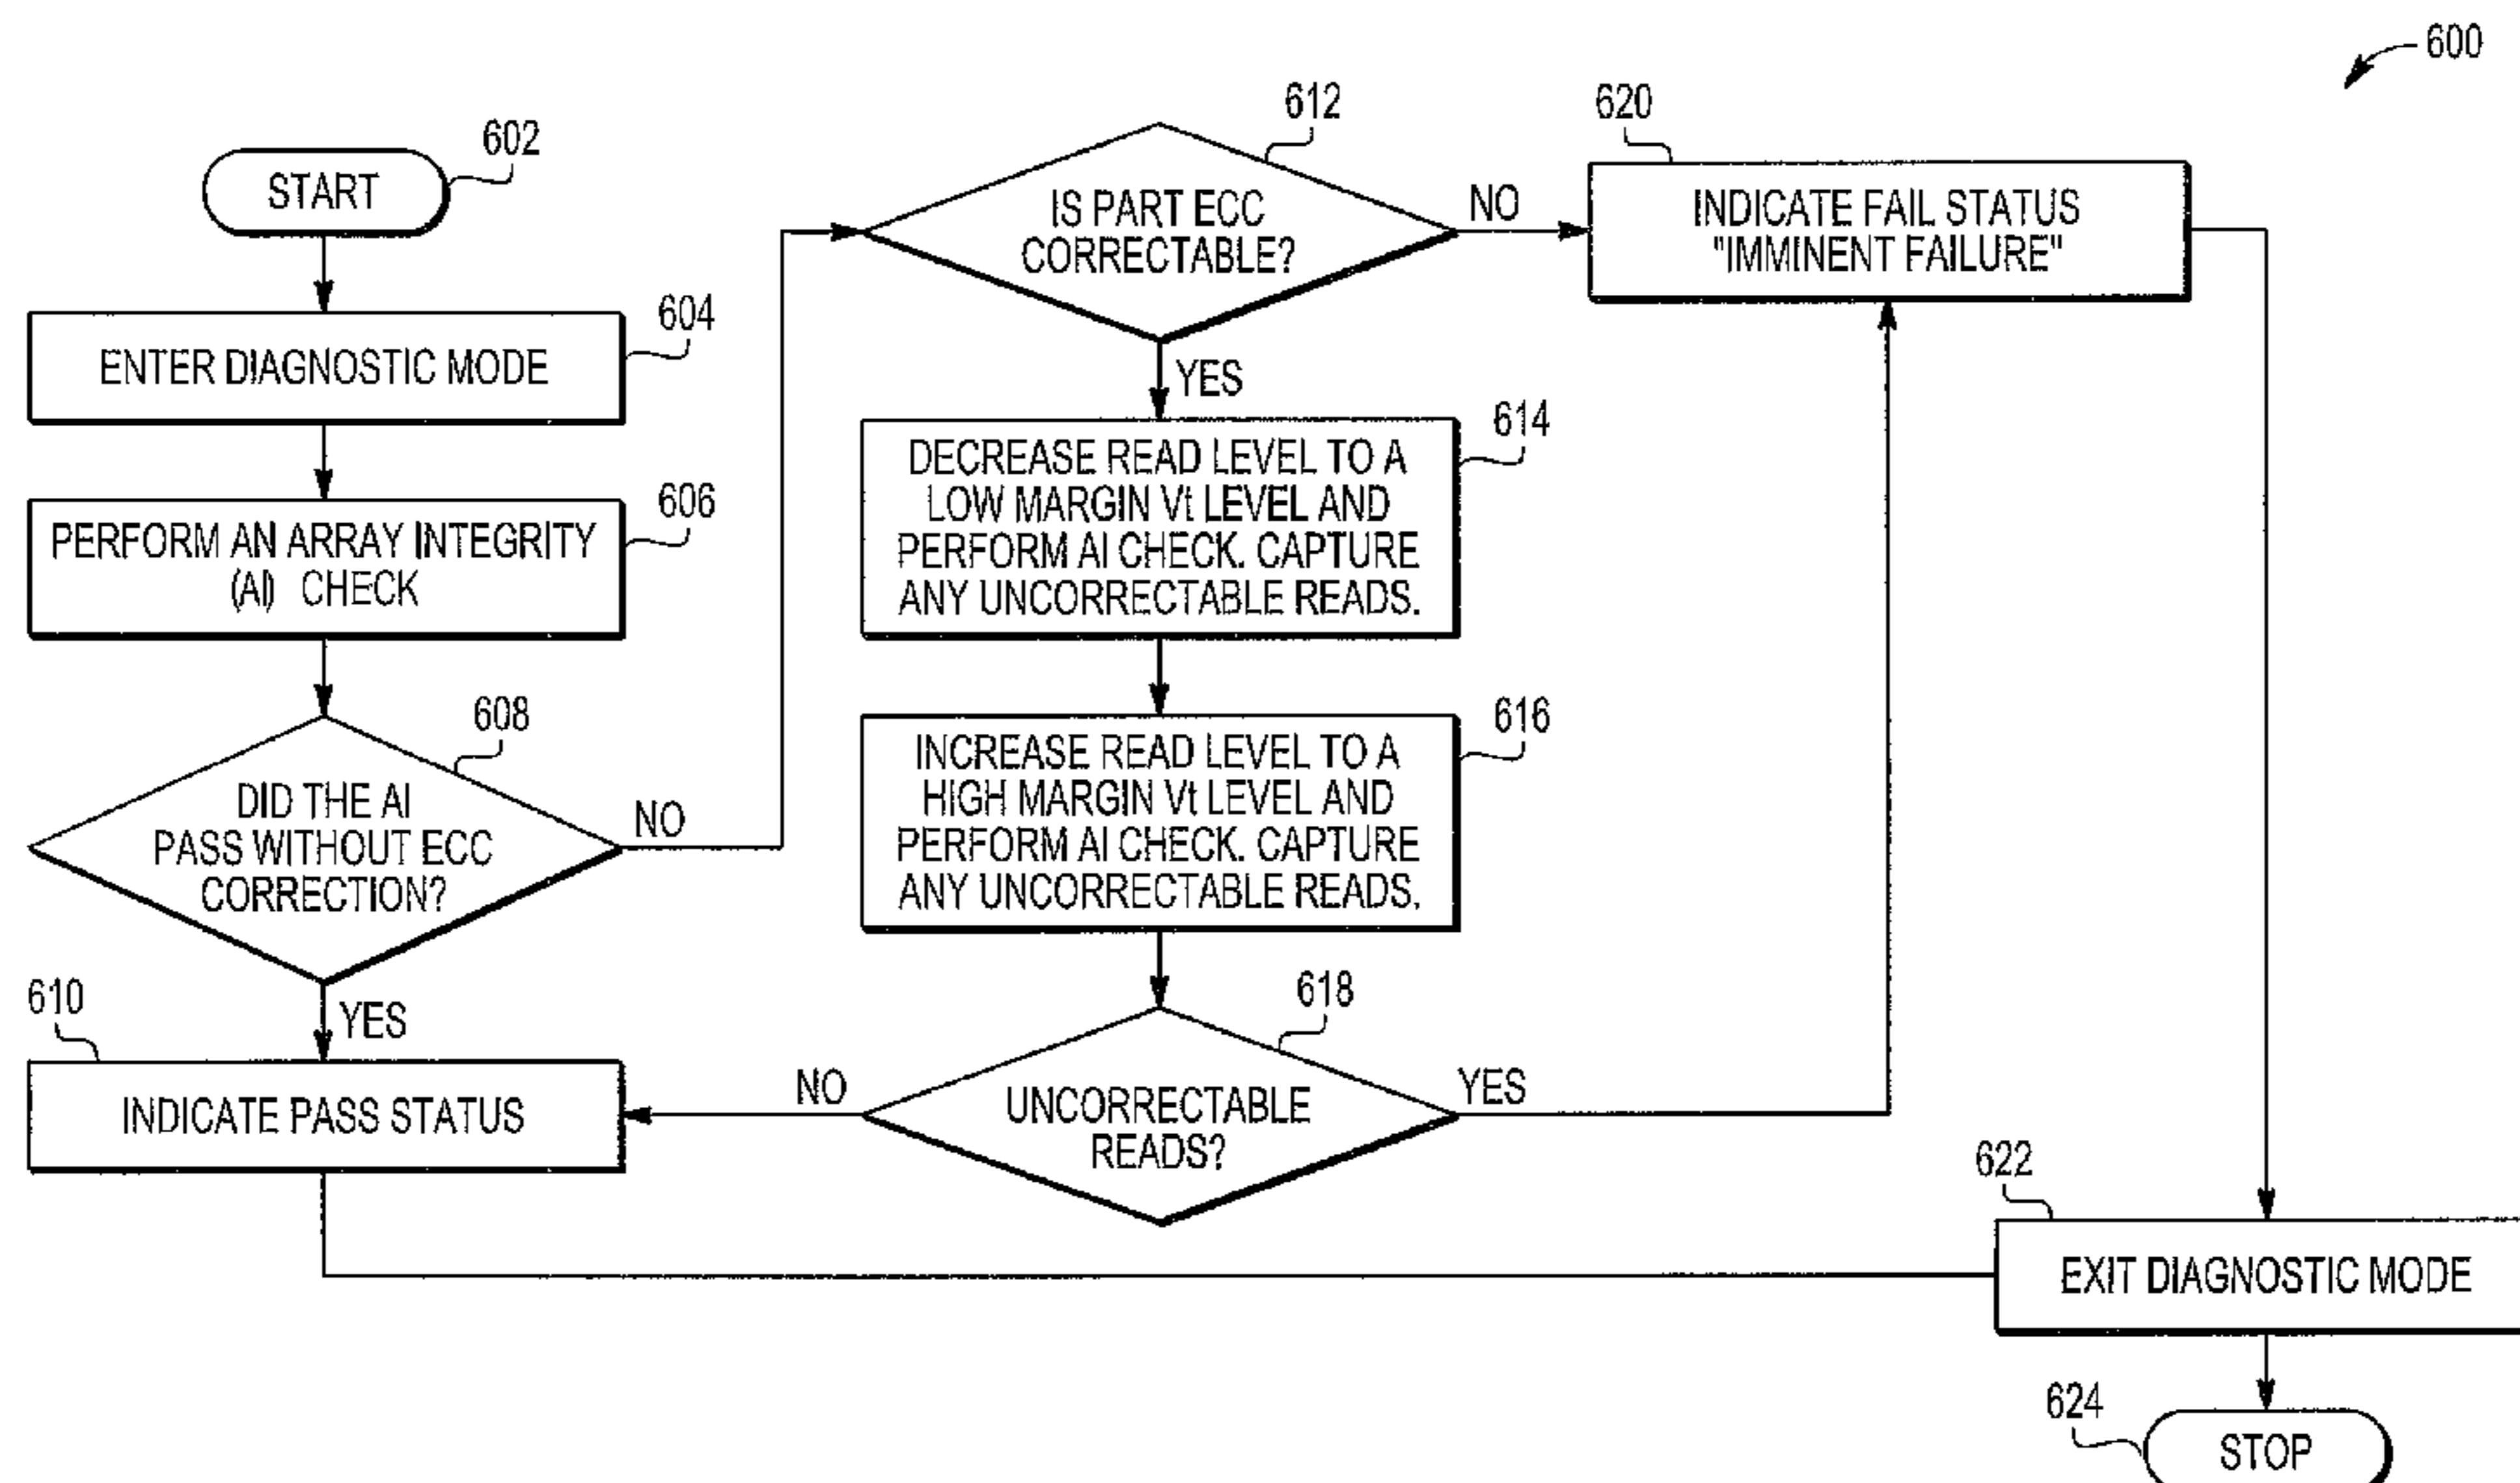 600
602
START
604
ENTER DIAGNOSTIC MODE
606
PERFORM AN ARRAY INTEGRITY
(AI) CHECK
608
DID THE AI
PASS WITHOUT ECC
CORRECTION?
NO
YES
610
INDICATE PASS STATUS
612
IS PART ECC
CORRECTABLE?
NO
YES
614
DECREASE READ LEVEL TO A
LOW MARGIN Vt LEVEL AND
PERFORM AI CHECK. CAPTURE
ANY UNCORRECTABLE READS.
616
INCREASE READ LEVEL TO A
HIGH MARGIN Vt LEVEL AND
PERFORM AI CHECK. CAPTURE
ANY UNCORRECTABLE READS.
618
UNCORRECTABLE
READS?
NO
YES
620
INDICATE FAIL STATUS
"IMMINENT FAILURE"
622
EXIT DIAGNOSTIC MODE
624
STOP